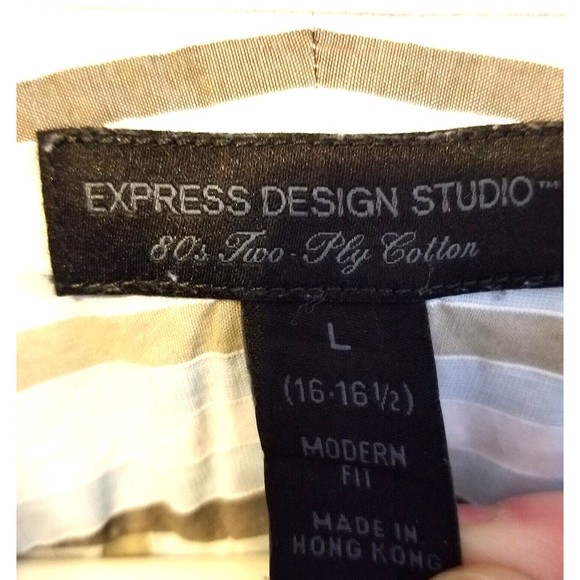 EXPRESS DESIGN STUDIO™
80s Two-Ply Cotton
L
(16-16½)
MODERN
FIT
MADE IN
HONG KONG